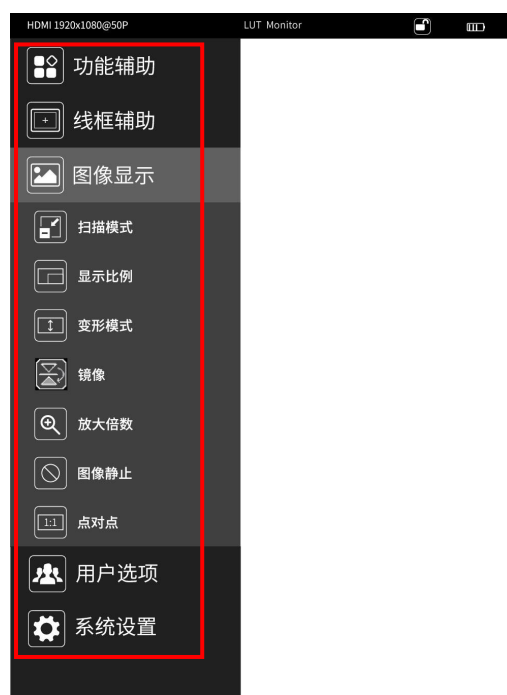 HDMI 1920x1080@50P LUT Monitor
功能辅助
线框辅助
图像显示
扫描模式
显示比例
变形模式
镜像
放大倍数
图像静止
1:1 点对点
用户选项
系统设置